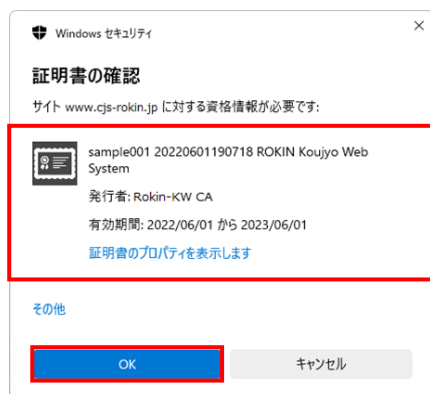 Windows セキュリティ
証明書の確認
サイト www.cjs-rokin.jp に対する資格情報が必要です:
sample001 20220601190718 ROKIN Koujyo Web
System
発行者: Rokin-KW CA
有効期間: 2022/06/01 から 2023/06/01
証明書のプロパティを表示します
その他
OK
キャンセル